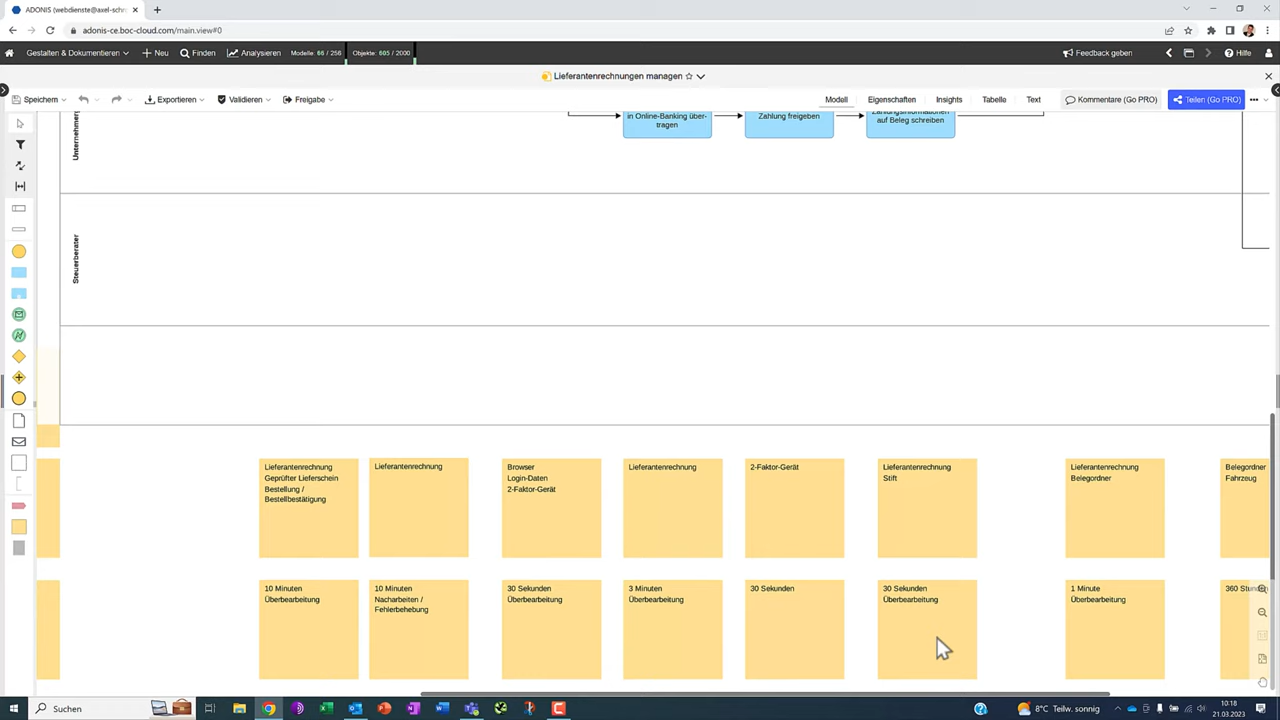 ADONIS (webdienste@axel-schr
adonis-ce.boc-cloud.com/main.view#0
Gestalten & Dokumentieren
Neu
Finden
Analysieren
Modelle: 66 / 256
Objekte: 605 / 2000
Feedback geben
Hilfe
Lieferantenrechnungen managen
Speichern
Exportieren
Validieren
Freigabe
Modell
Eigenschaften
Insights
Tabelle
Text
Kommentare (Go PRO)
Teilen (Go PRO)
Unternehmer
in Online-Banking über-
tragen
Zahlung freigeben
Zahlungsinformationen
auf Beleg schreiben
Steuerberater
Lieferantenrechnung
Geprüfter Lieferschein
Bestellung /
Bestellbestätigung
Lieferantenrechnung
Browser
Login-Daten
2-Faktor-Gerät
Lieferantenrechnung
2-Faktor-Gerät
Lieferantenrechnung
Stift
Lieferantenrechnung
Belegordner
Belegordner
Fahrzeug
10 Minuten
Überbearbeitung
10 Minuten
Nacharbeiten /
Fehlerbehebung
30 Sekunden
Überbearbeitung
3 Minuten
Überbearbeitung
30 Sekunden
30 Sekunden
Überbearbeitung
1 Minute
Überbearbeitung
360 Stun
Suchen
8°C Teilw. sonnig
10:18
21.03.2023